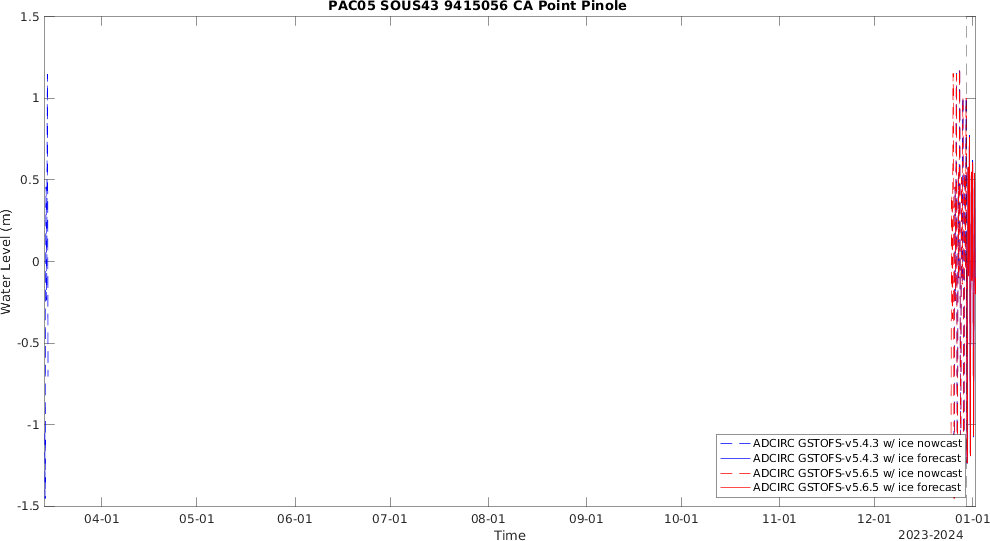 PAC05 SOUS43 9415056 CA Point Pinole
1.5
1
0.5
0
-0.5
-1
-1.5
Water Level (m)
04-01
05-01
06-01
07-01
08-01
09-01
10-01
11-01
12-01
01-01
Time
2023-2024
ADCIRC GSTOFS-v5.4.3 w/ ice nowcast
ADCIRC GSTOFS-v5.4.3 w/ ice forecast
ADCIRC GSTOFS-v5.6.5 w/ ice nowcast
ADCIRC GSTOFS-v5.6.5 w/ ice forecast